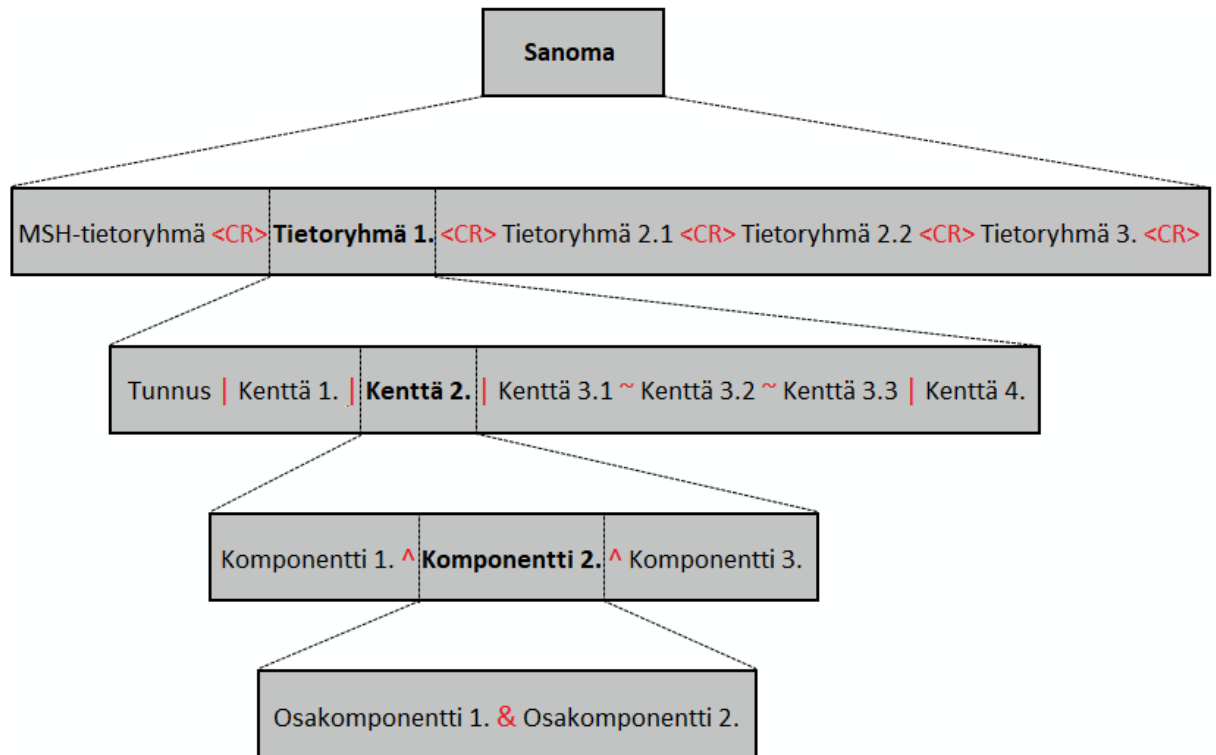 Sanoma
MSH-tietoryhmä <CR> Tietoryhmä 1. <CR> Tietoryhmä 2.1 <CR> Tietoryhmä 2.2 <CR> Tietoryhmä 3. <CR>
Tunnus | Kenttä 1. | Kenttä 2. | Kenttä 3.1 ~ Kenttä 3.2 ~ Kenttä 3.3 | Kenttä 4.
Komponentti 1. ^ Komponentti 2. ^ Komponentti 3.
Osakomponentti 1. & Osakomponentti 2.